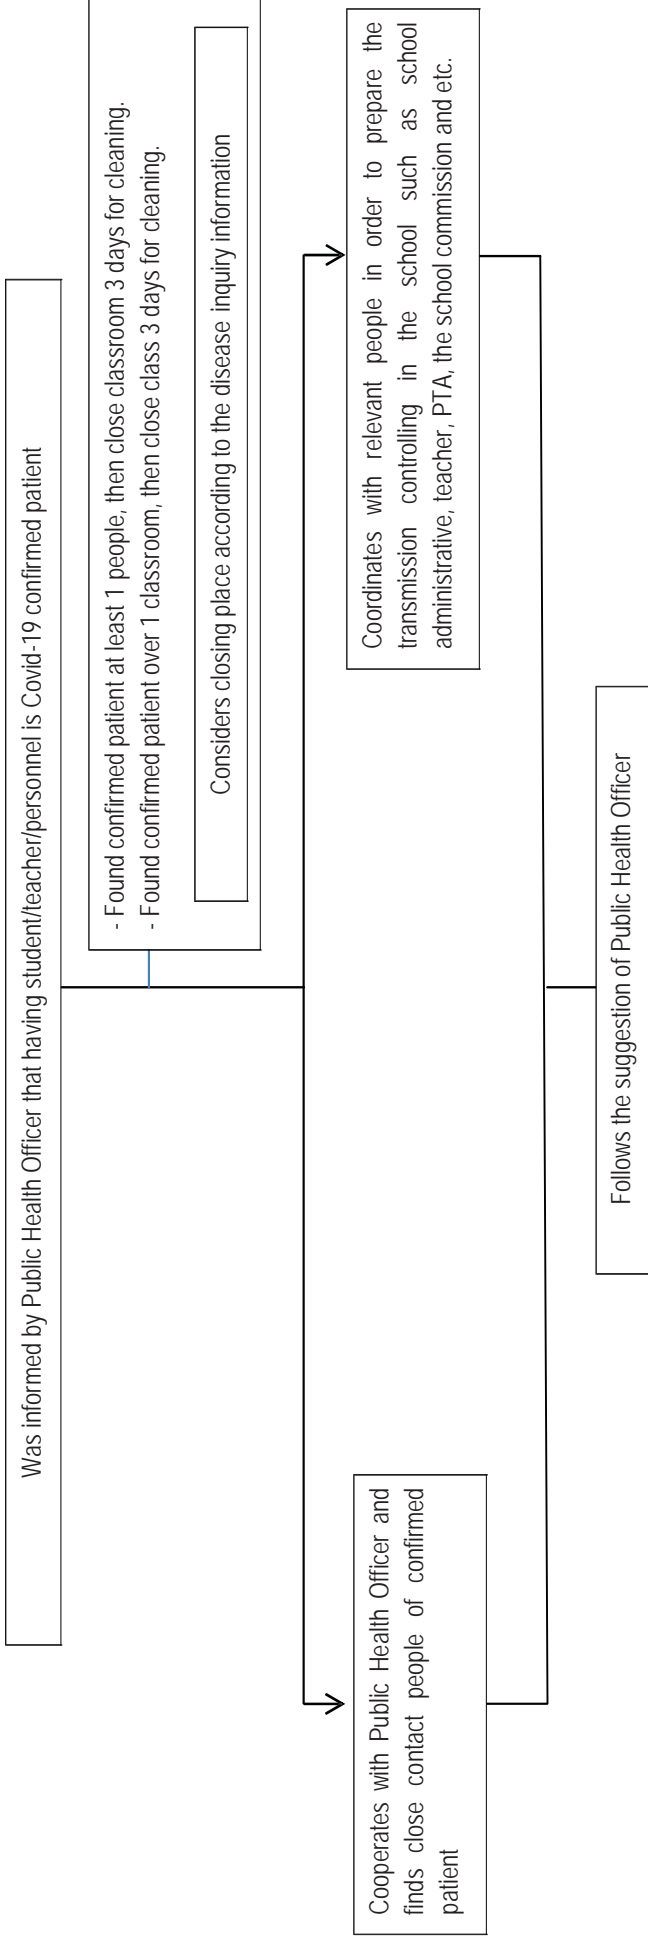 Was informed by Public Health Officer that having student/teacher/personnel is Covid-19 confirmed patient
- Found confirmed patient at least 1 people, then close classroom 3 days for cleaning.
- Found confirmed patient over 1 classroom, then close class 3 days for cleaning.
Considers closing place according to the disease inquiry information
Cooperates with Public Health Officer and
finds close contact people of confirmed
patient
Coordinates with relevant people in order to prepare the
transmission controlling in the school such as school
administrative, teacher, PTA, the school commission and etc.
Follows the suggestion of Public Health Officer